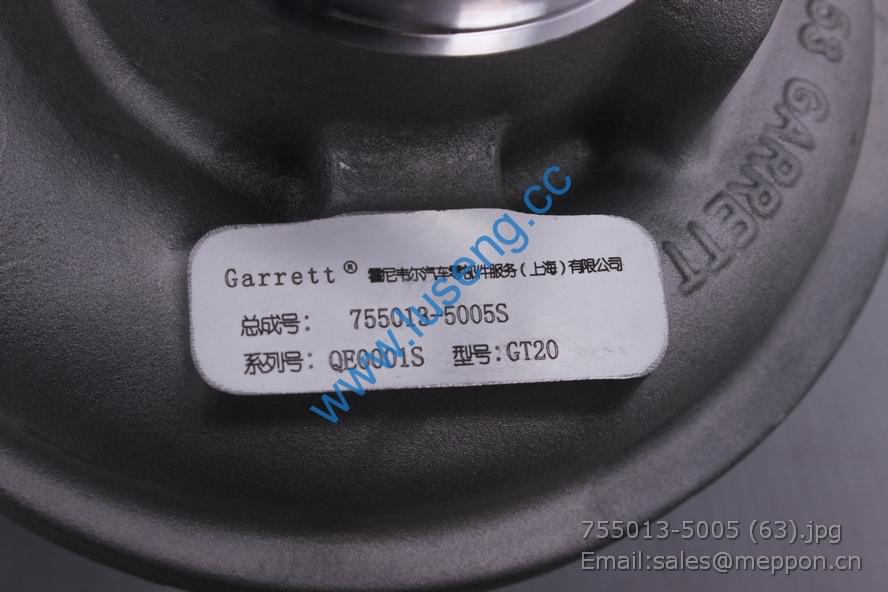 58 GARRETT
Garrett® 霍尼韦尔汽车零部件服务(上海)有限公司
总成号: 755013-5005S
系列号: QE0001S 型号:GT20
www.fuseng.cc
755013-5005 (63).jpg
Email:sales@meppon.cn